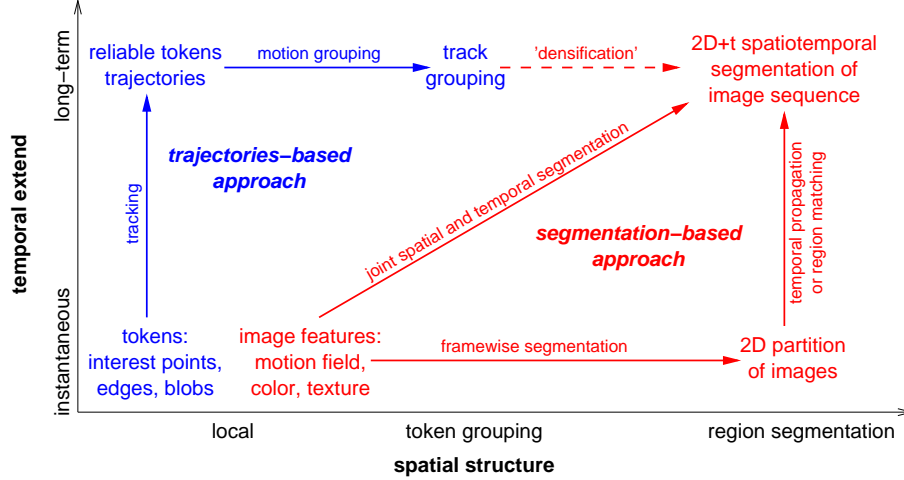 long–term
reliable tokens
trajectories
motion grouping
track
grouping
'densification'
2D+t spatiotemporal
segmentation of
image sequence
temporal extend
tracking
trajectories–based
approach
joint spatial and temporal segmentation
segmentation–based
approach
temporal propagation
or region matching
instantaneous
tokens:
interest points,
edges, blobs
image features:
motion field,
color, texture
framewise segmentation
2D partition
of images
local
token grouping
region segmentation
spatial structure